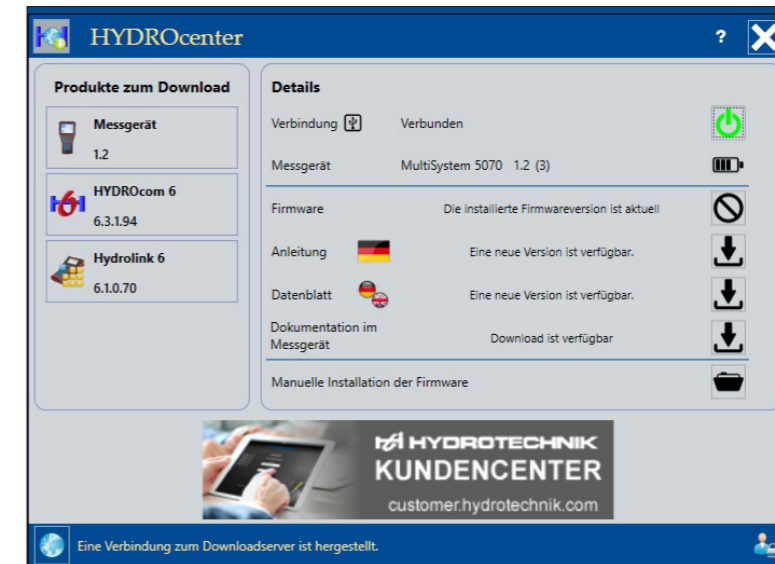 HYDROcenter
?
Produkte zum Download
Messgerät
1.2
HYDROcom 6
6.3.1.94
Hydrolink 6
6.1.0.70
Details
Verbindung
Verbunden
Messgerät
MultiSystem 5070 1.2 (3)
Firmware
Die installierte Firmwareversion ist aktuell
Anleitung
Eine neue Version ist verfügbar.
Datenblatt
Eine neue Version ist verfügbar.
Dokumentation im
Messgerät
Download ist verfügbar
Manuelle Installation der Firmware
HYDROTECHNIK
KUNDENCENTER
customer.hydrotechnik.com
Eine Verbindung zum Downloadserver ist hergestellt.